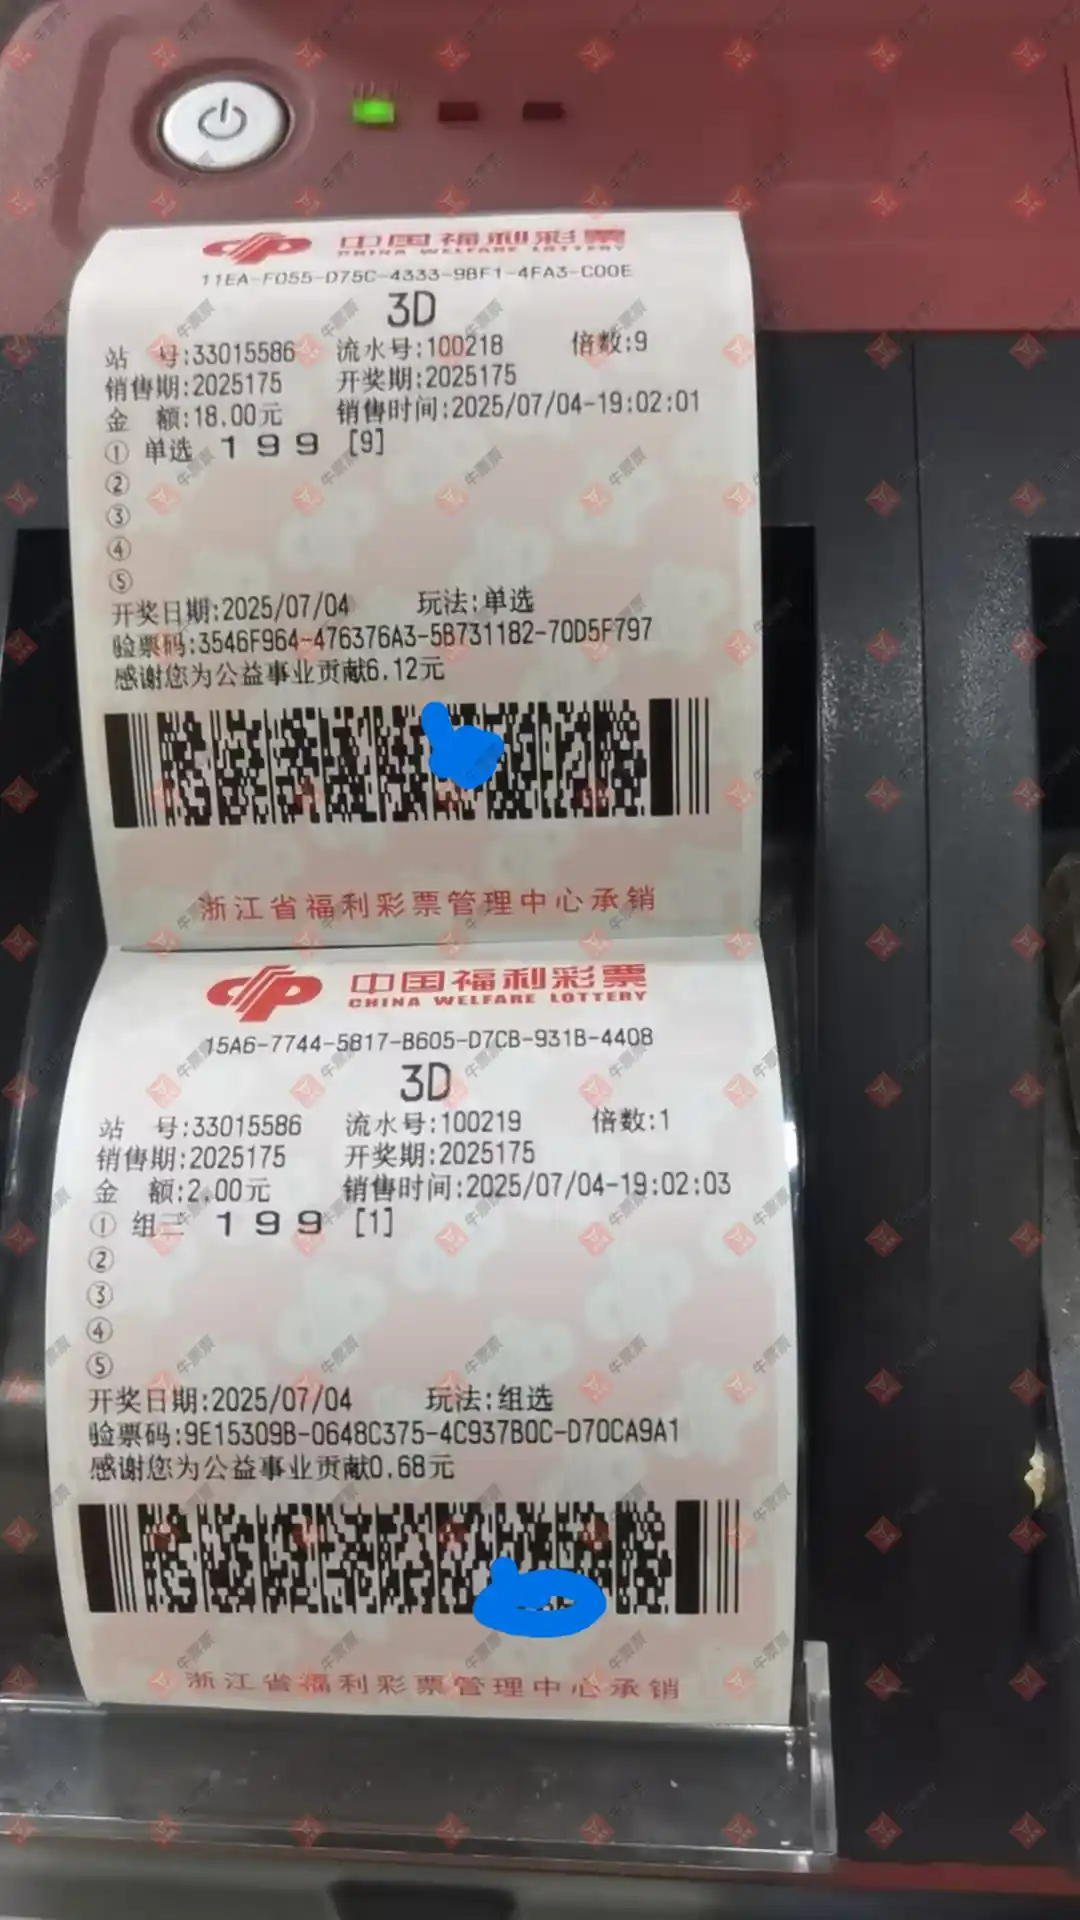 中国福利彩票
CHINA WELFARE LOTTERY
11EA-F055-D75C-4333-9BF1-4FA3-C00E
3D
站 号:33015586 流水号:100218 倍数:9
销售期:2025175 开奖期:2025175
金 额:18.00元 销售时间:2025/07/04-19:02:01
① 单选 1 9 9 [9]
②
③
④
⑤
开奖日期:2025/07/04 玩法:单选
验票码:3546F964-476376A3-5B731182-70D5F797
感谢您为公益事业贡献6.12元
浙江省福利彩票管理中心承销
中国福利彩票
CHINA WELFARE LOTTERY
15A6-7744-5817-B605-D7CB-931B-4408
3D
站 号:33015586 流水号:100219 倍数:1
销售期:2025175 开奖期:2025175
金 额:2.00元 销售时间:2025/07/04-19:02:03
① 组三 1 9 9 [1]
②
③
④
⑤
开奖日期:2025/07/04 玩法:组选
验票码:9E15309B-0648C375-4C937B0C-D70CA9A1
感谢您为公益事业贡献0.68元
浙江省福利彩票管理中心承销
牛票票